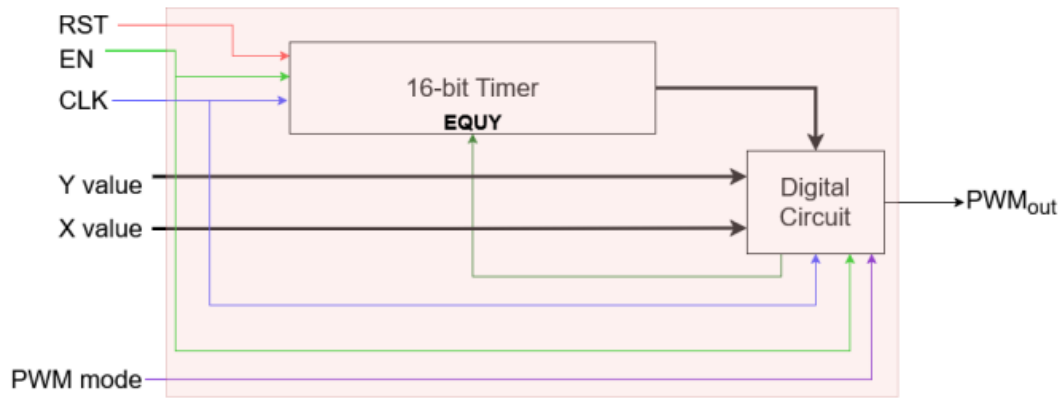 RST
EN
CLK
16-bit Timer
EQUY
Y value
X value
Digital
Circuit
PWMout
PWM mode